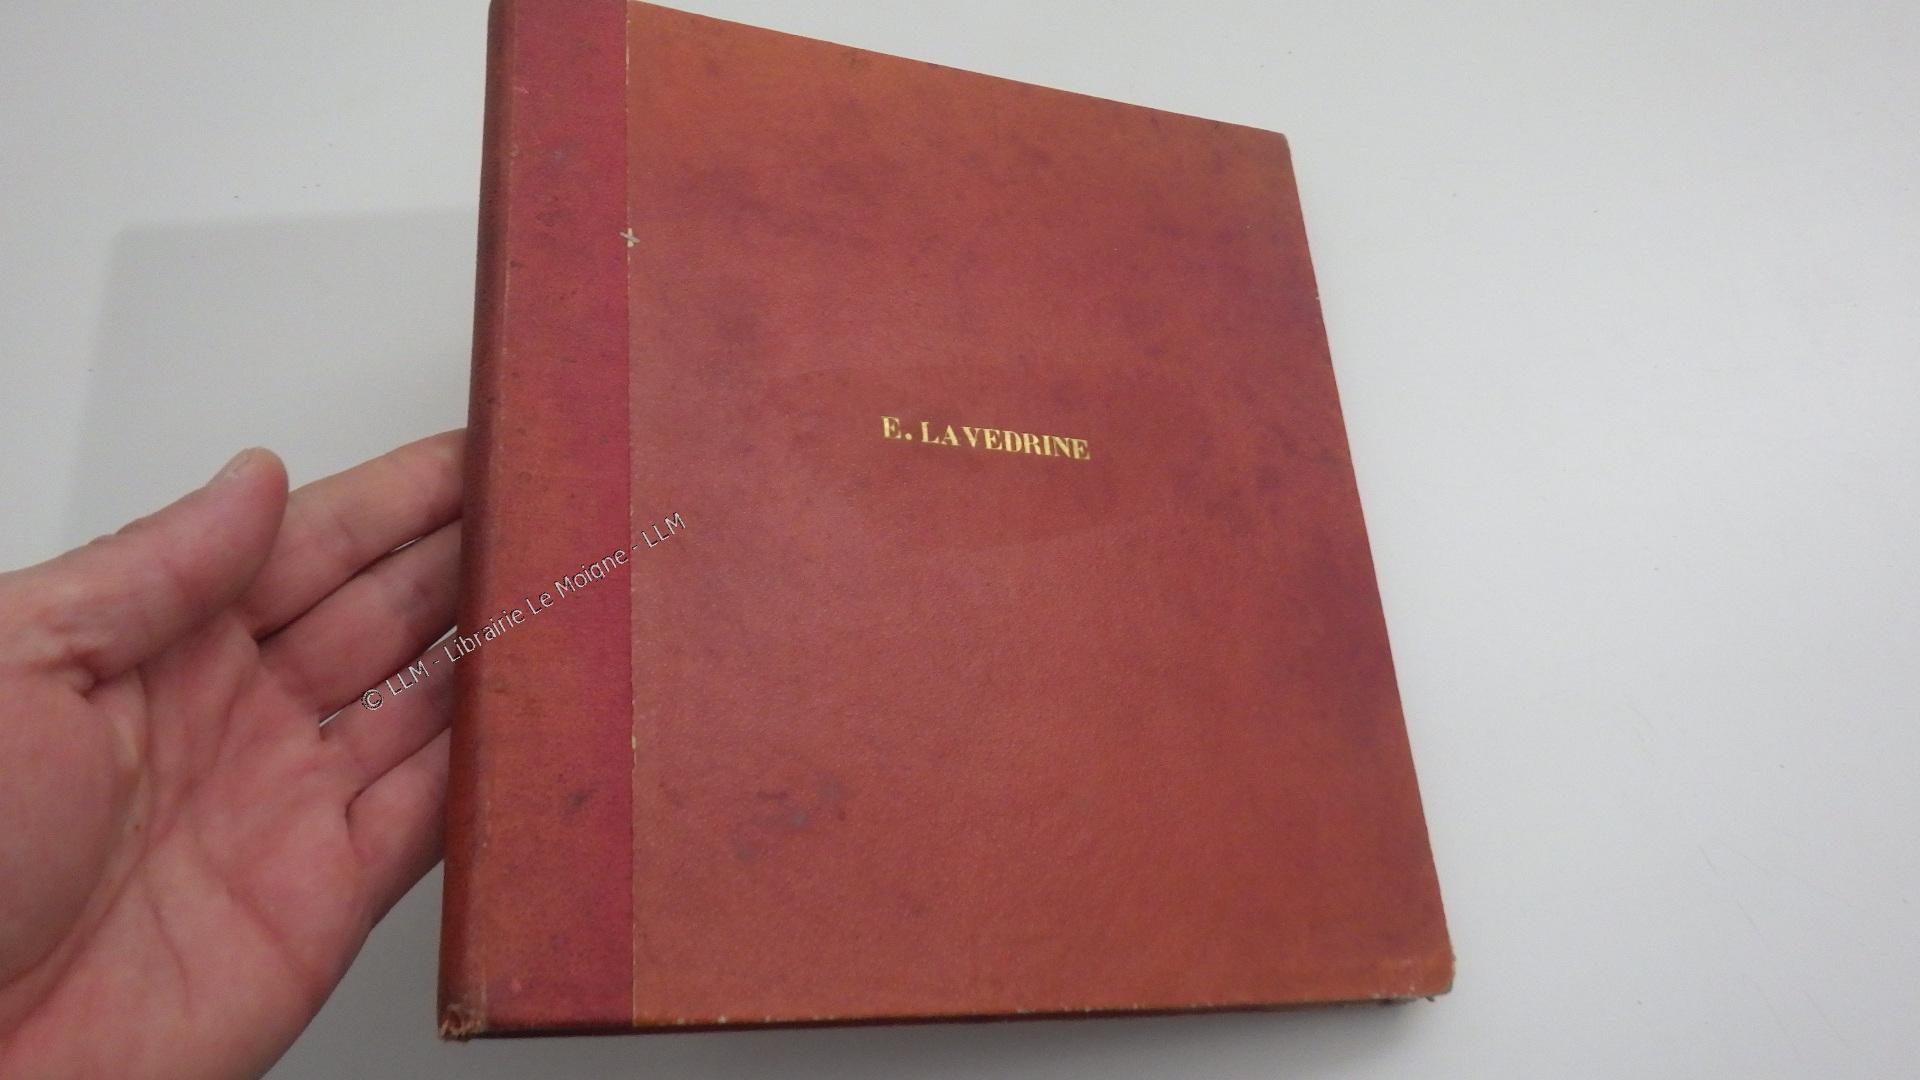 E. LAVEDRINE
© LLM - Librairie Le Moigne - LLM